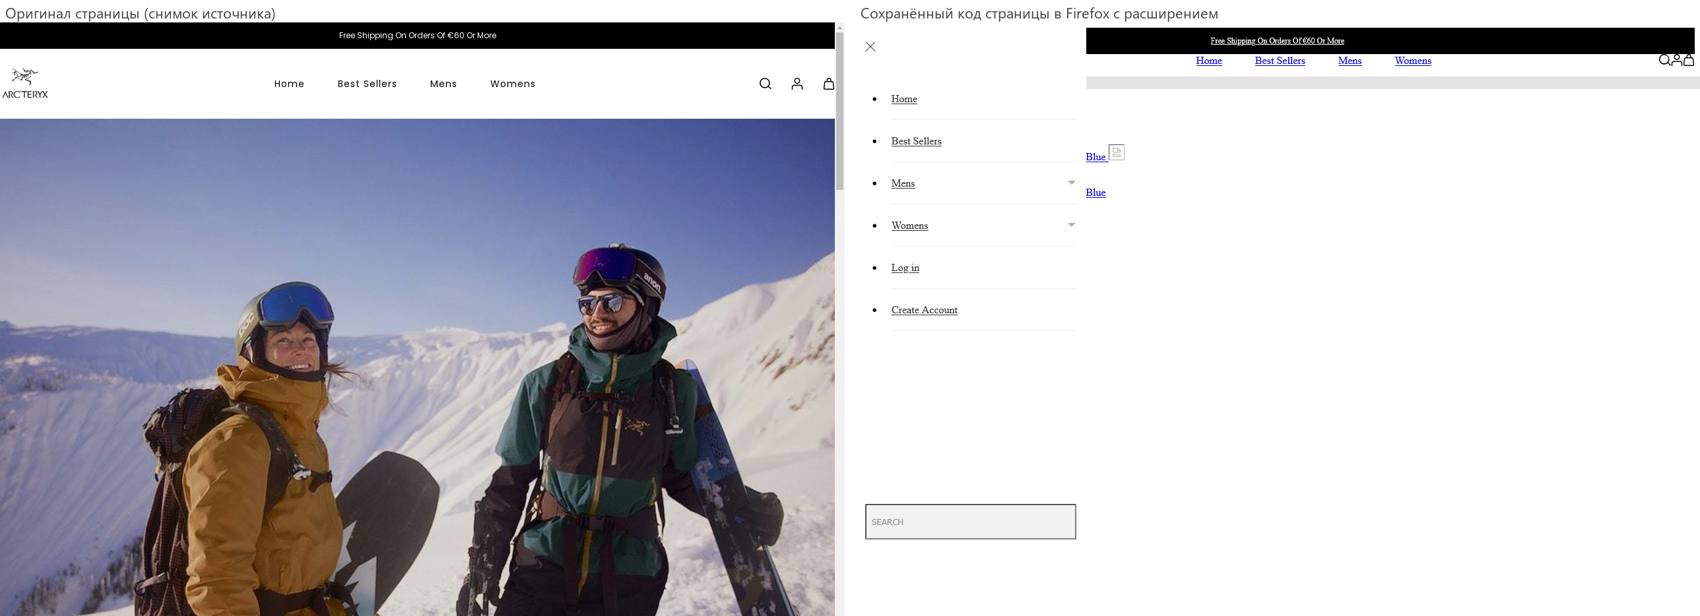 Оригинал страницы (снимок источника)
Free Shipping On Orders Of €60 Or More
ARC'TERYX
Home
Best Sellers
Mens
Womens
anon.
Сохранённый код страницы в Firefox с расширением
Free Shipping On Orders Of €60 Or More
Home
Best Sellers
Mens
Womens
Home
Best Sellers
Mens
Womens
Log in
Create Account
SEARCH
Blue
Blue